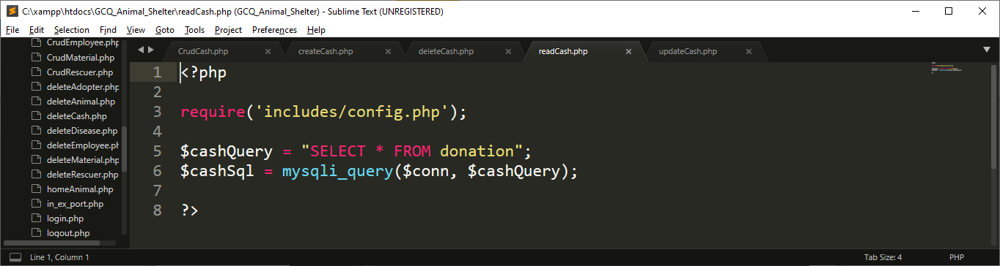 C:\xampp\htdocs\GCQ_Animal_Shelter\readCash.php (GCQ_Animal_Shelter) - Sublime Text (UNREGISTERED)
File Edit Selection Find View Goto Tools Project Preferences Help
CrudEmployee.php
CrudMaterial.php
CrudRescuer.php
deleteAdopter.php
deleteAnimal.php
deleteCash.php
deleteDisease.php
deleteEmployee.ph
deleteMaterial.php
deleteRescuer.php
homeAnimal.php
in_ex_port.php
login.php
logout.php
CrudCash.php × createCash.php × deleteCash.php × readCash.php × updateCash.php ×
1 <?php
2
3 require('includes/config.php');
4
5 $cashQuery = "SELECT * FROM donation";
6 $cashSql = mysqli_query($conn, $cashQuery);
7
8 ?>
Line 1, Column 1 Tab Size: 4 PHP